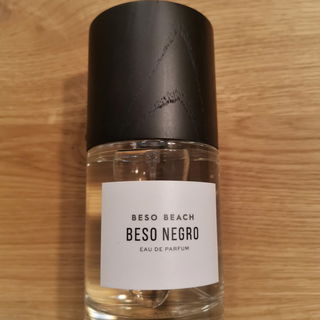 BESO BEACH
BESO NEGRO
EAU DE PARFUM